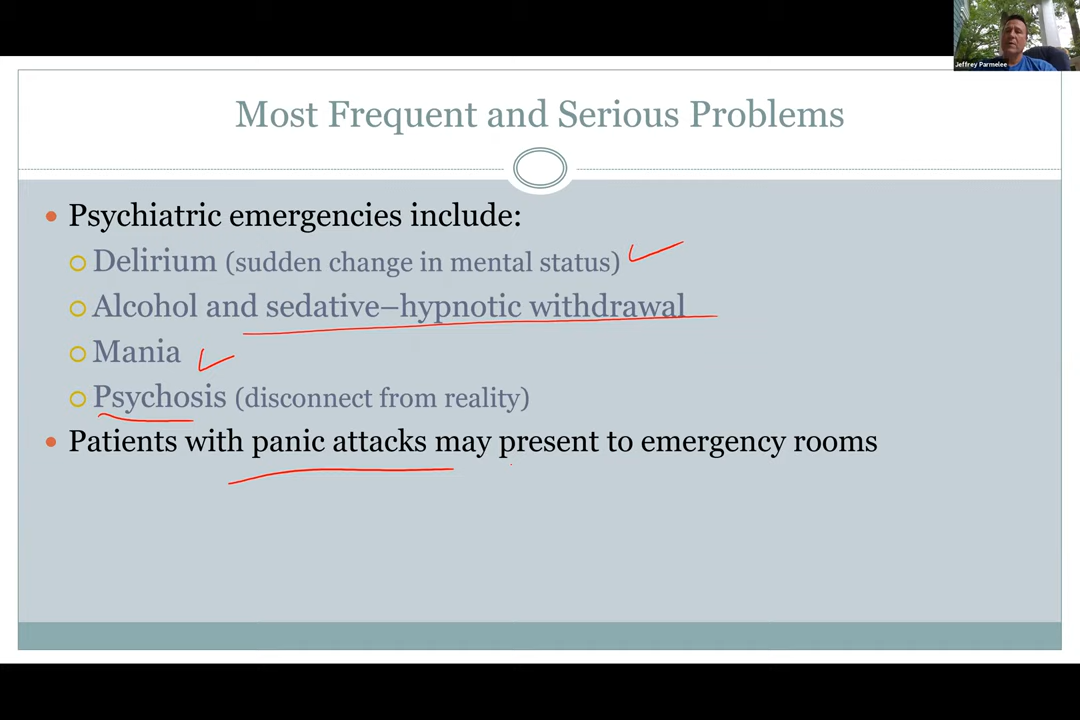 Jeffrey Parmelee
Most Frequent and Serious Problems
Psychiatric emergencies include:
Delirium (sudden change in mental status)
Alcohol and sedative–hypnotic withdrawal
Mania
Psychosis (disconnect from reality)
Patients with panic attacks may present to emergency rooms